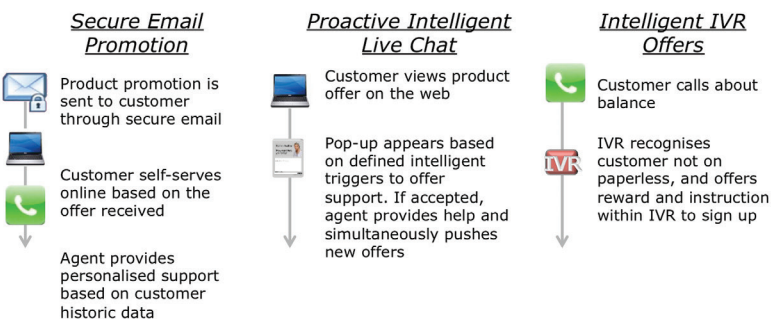 Secure Email
Promotion
Product promotion is
sent to customer
through secure email
Customer self-serves
online based on the
offer received
Agent provides
personalised support
based on customer
historic data
Proactive Intelligent
Live Chat
Customer views product
offer on the web
Pop-up appears based
on defined intelligent
triggers to offer
support. If accepted,
agent provides help and
simultaneously pushes
new offers
Intelligent IVR
Offers
Customer calls about
balance
IVR
IVR recognises
customer not on
paperless, and offers
reward and instruction
within IVR to sign up